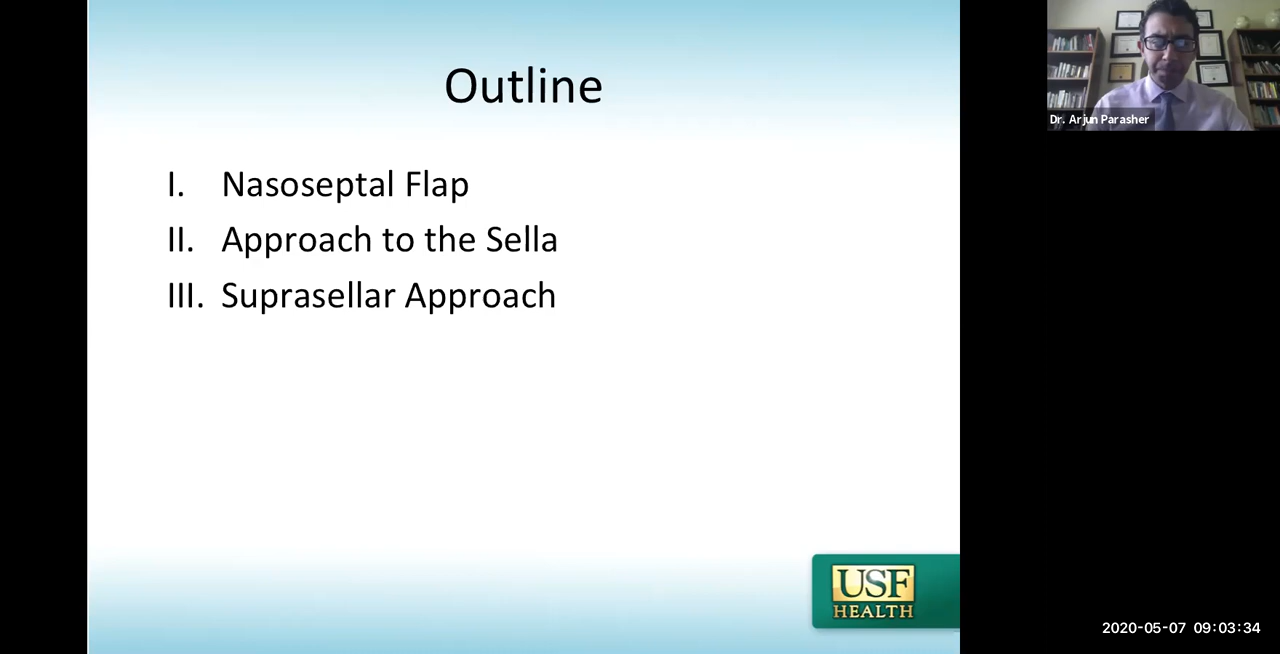 Outline
I. Nasoseptal Flap
II. Approach to the Sella
III. Suprasellar Approach
USF
HEALTH
Dr. Arjun Parasher
2020-05-07 09:03:34